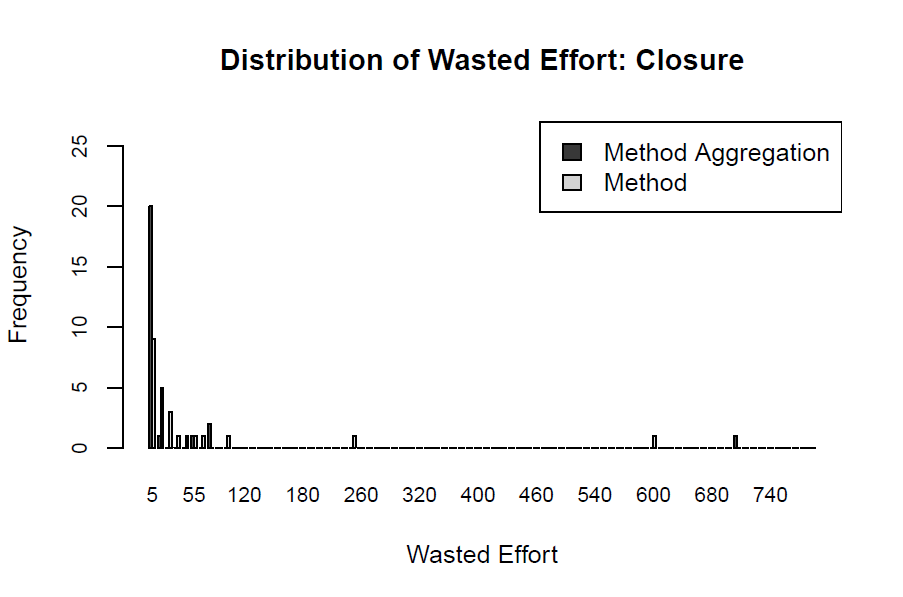 Distribution of Wasted Effort: Closure
Method Aggregation
Method
Frequency
25
20
15
10
5
0
5 55 120 180 260 320 400 460 540 600 680 740
Wasted Effort